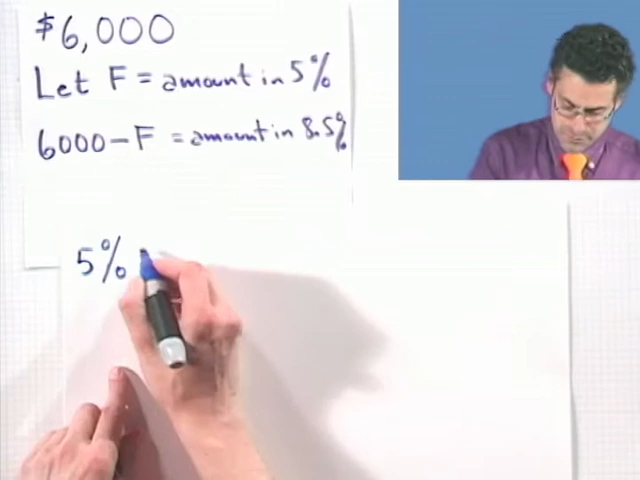 $6,000
Let F = amount in 5%
6000 – F = amount in 8.5%
5%